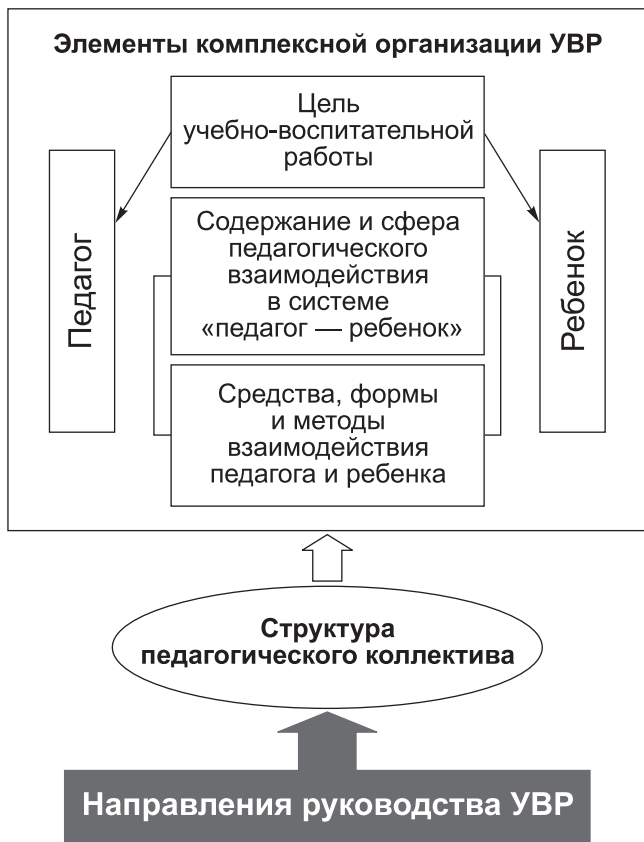 Элементы комплексной организации УВР
Цель
учебно-воспитательной
работы
Педагог
Содержание и сфера
педагогического
взаимодействия
в системе
«педагог — ребенок»
Ребенок
Средства, формы
и методы
взаимодействия
педагога и ребенка
Структура
педагогического коллектива
Направления руководства УВР